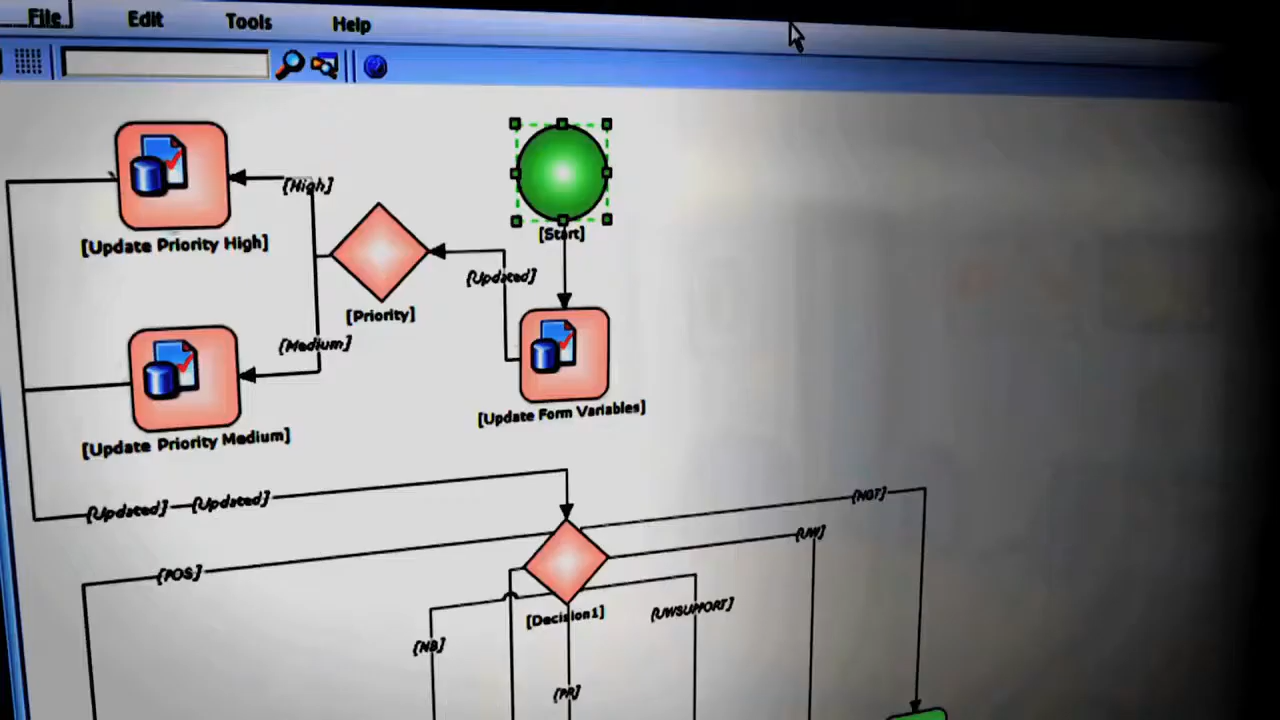 File Edit Tools Help
[High]
[Start]
[Update Priority High]
[Updated]
[Priority]
[Medium]
[Update Form Variables]
[Update Priority Medium]
[Updated] [Updated]
[NGT]
[UW]
[POS]
[Decision1]
[UWSUPPORT]
[NB]
[PR]